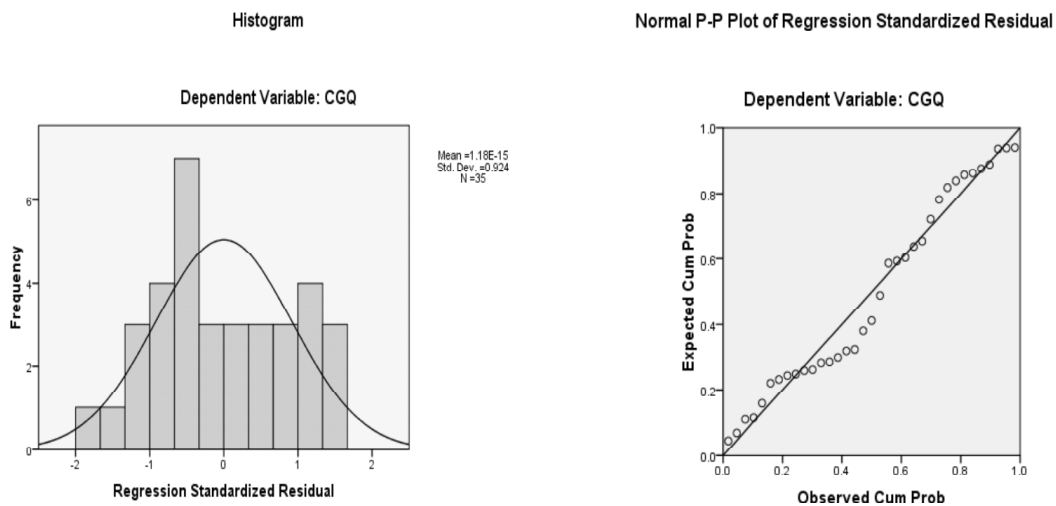 Histogram
Dependent Variable: CGQ
Mean =1.18E-15
Std. Dev. =0.924
N =35
6
4
2
0
Frequency
-2
-1
0
1
2
Regression Standardized Residual
Normal P-P Plot of Regression Standardized Residual
Dependent Variable: CGQ
1.0
0.8
0.6
0.4
0.2
0.0
Expected Cum Prob
0.0
0.2
0.4
0.6
0.8
1.0
Observed Cum Prob